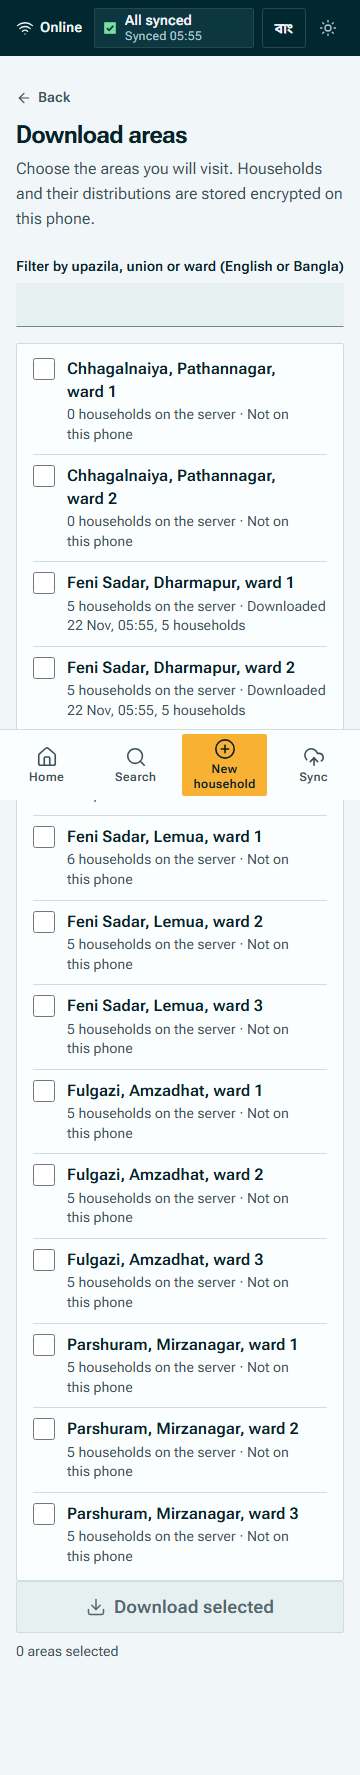 Online
All synced
Synced 05:55
বাং
Back
Download areas
Choose the areas you will visit. Households
and their distributions are stored encrypted on
this phone.
Filter by upazila, union or ward (English or Bangla)
Chhagalnaiya, Pathannagar,
ward 1
0 households on the server · Not on
this phone
Chhagalnaiya, Pathannagar,
ward 2
0 households on the server · Not on
this phone
Feni Sadar, Dharmapur, ward 1
5 households on the server · Downloaded
22 Nov, 05:55, 5 households
Feni Sadar, Dharmapur, ward 2
5 households on the server · Downloaded
22 Nov, 05:55, 5 households
Home
Search
New
household
Sync
Feni Sadar, Lemua, ward 1
6 households on the server · Not on
this phone
Feni Sadar, Lemua, ward 2
5 households on the server · Not on
this phone
Feni Sadar, Lemua, ward 3
5 households on the server · Not on
this phone
Fulgazi, Amzadhat, ward 1
5 households on the server · Not on
this phone
Fulgazi, Amzadhat, ward 2
5 households on the server · Not on
this phone
Fulgazi, Amzadhat, ward 3
5 households on the server · Not on
this phone
Parshuram, Mirzanagar, ward 1
5 households on the server · Not on
this phone
Parshuram, Mirzanagar, ward 2
5 households on the server · Not on
this phone
Parshuram, Mirzanagar, ward 3
5 households on the server · Not on
this phone
Download selected
0 areas selected